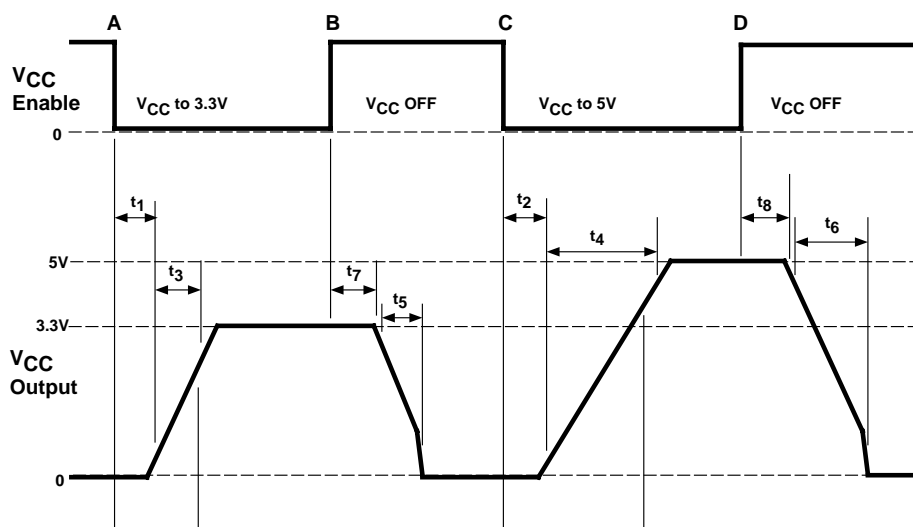 A B C D
VCC
Enable
VCC to 3.3V VCC OFF VCC to 5V VCC OFF
0
t1 t2 t8
t4 t6
5V
t3 t7
t5
3.3V
VCC
Output
0